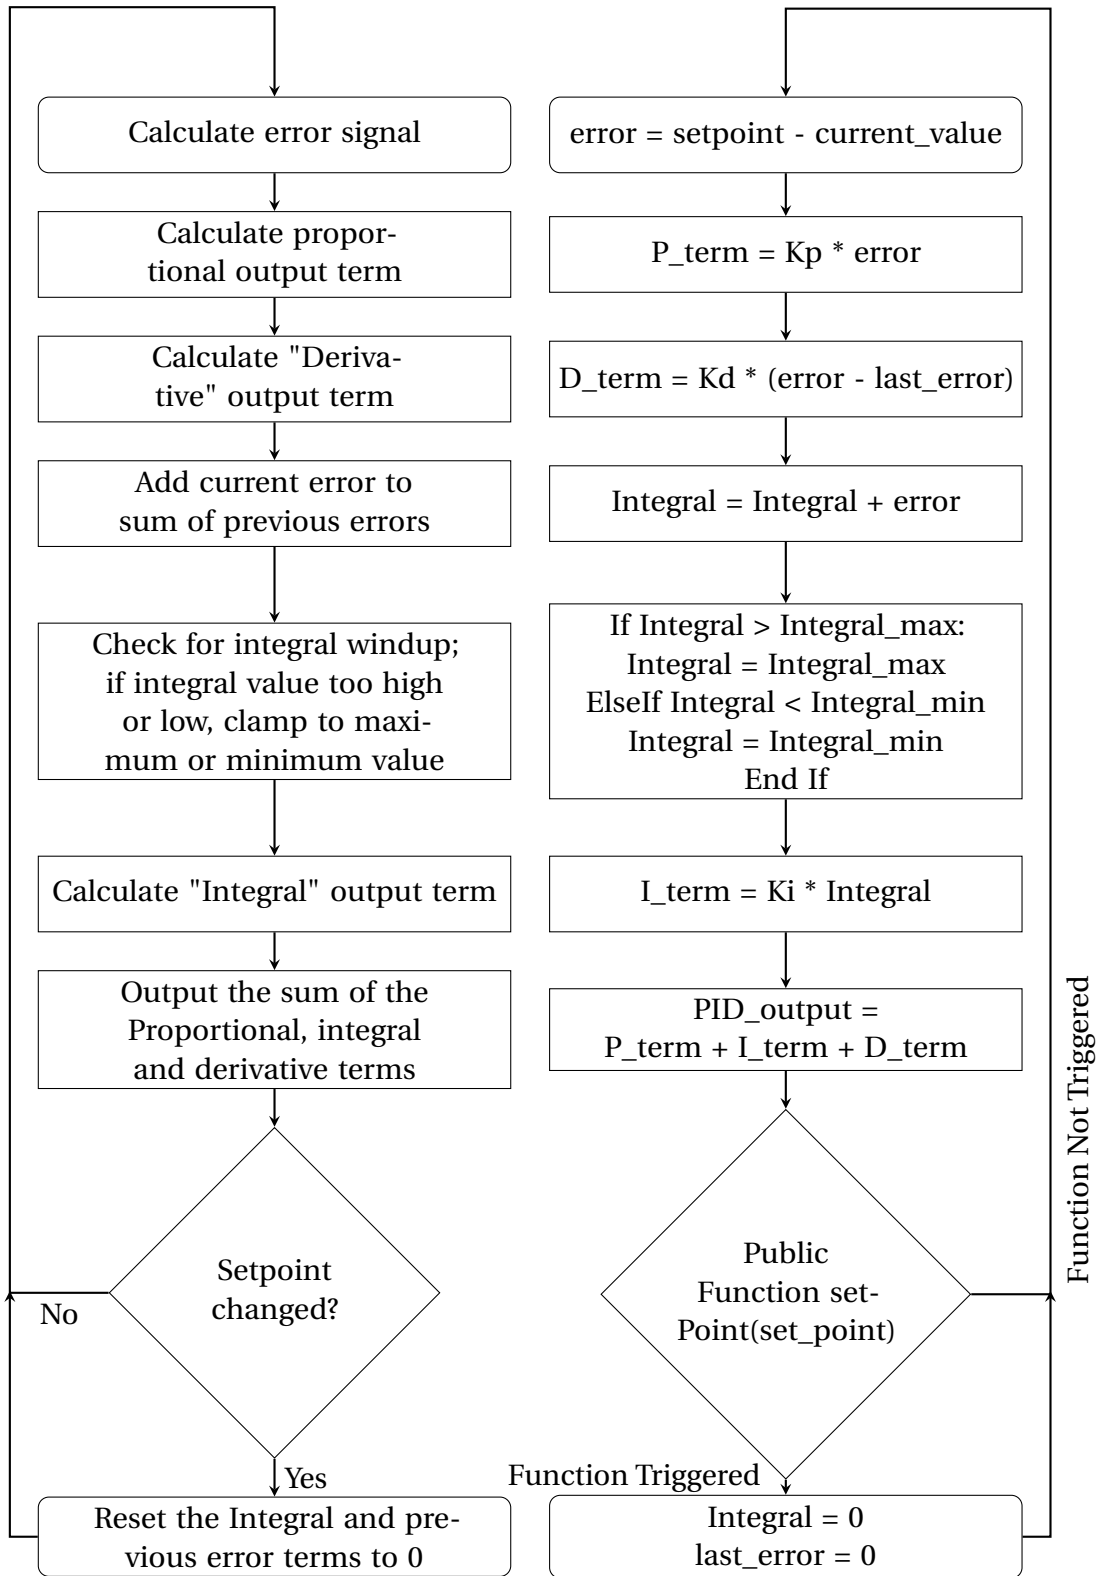 Calculate error signal
Calculate propor-
tional output term
Calculate "Deriva-
tive" output term
Add current error to
sum of previous errors
Check for integral windup;
if integral value too high
or low, clamp to maxi-
mum or minimum value
Calculate "Integral" output term
Output the sum of the
Proportional, integral
and derivative terms
Setpoint
changed?
No
Yes
Reset the Integral and pre-
vious error terms to 0
error = setpoint - current_value
P_term = Kp * error
D_term = Kd * (error - last_error)
Integral = Integral + error
If Integral > Integral_max:
Integral = Integral_max
ElseIf Integral < Integral_min
Integral = Integral_min
End If
I_term = Ki * Integral
PID_output =
P_term + I_term + D_term
Public
Function set-
Point(set_point)
Function Not Triggered
Function Triggered
Integral = 0
last_error = 0